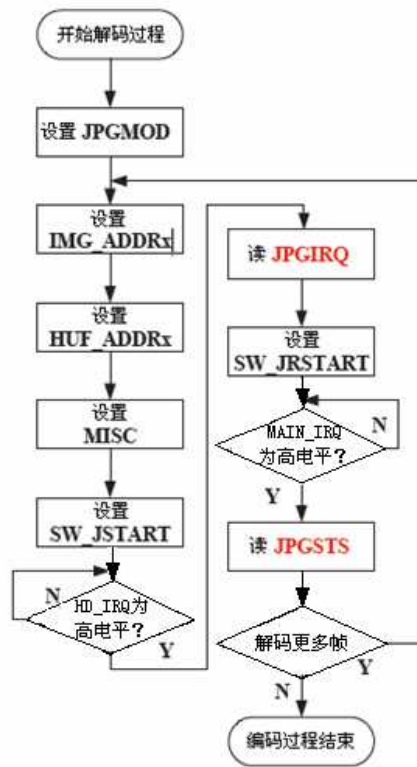 开始解码过程
设置 JPGMOD
设置
IMG_ADDRx
设置
HUF_ADDRx
设置
MISC
设置
SW_JSTART
N
HD_IRQ为
高电平？
Y
读 JPGIRQ
设置
SW_JRSTART
N
MAIN_IRQ
为高电平？
Y
读 JPGSTS
解码更多帧
Y
N
编码过程结束